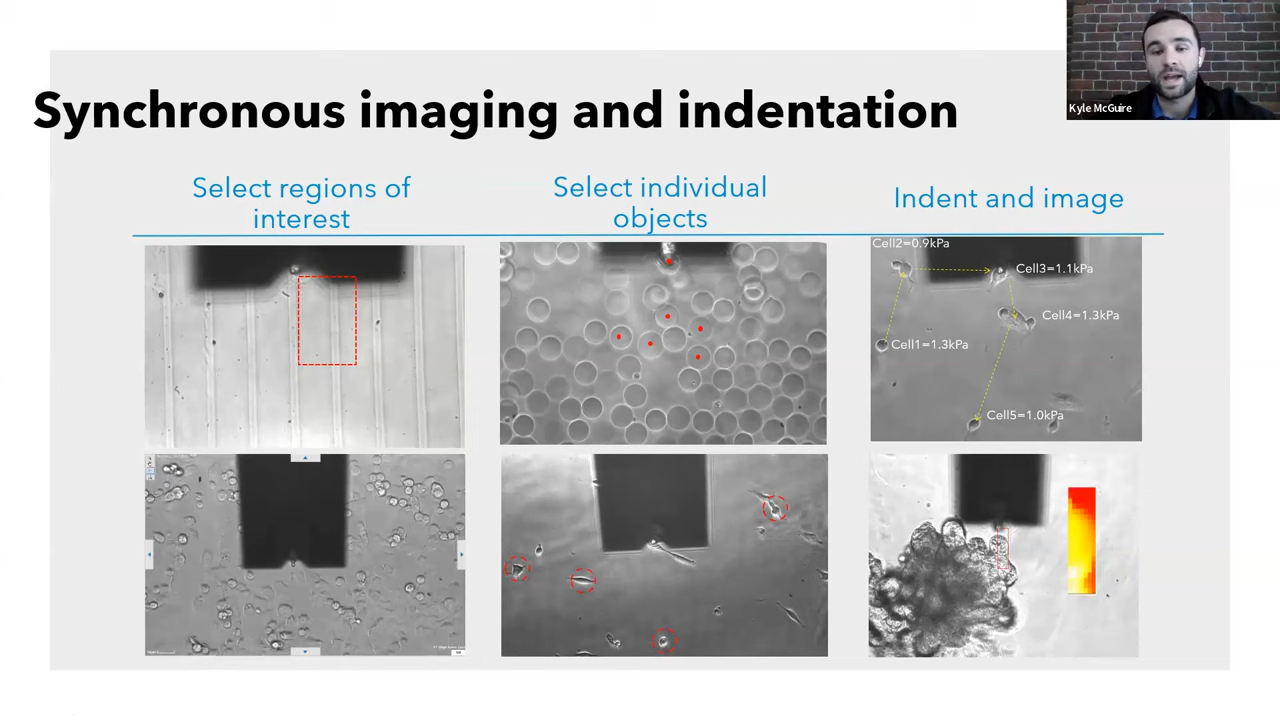 Kyle McGuire
Synchronous imaging and indentation
Select regions of
interest
Select individual
objects
Indent and image
Cell2=0.9kPa
Cell3=1.1kPa
Cell4=1.3kPa
Cell1=1.3kPa
Cell5=1.0kPa